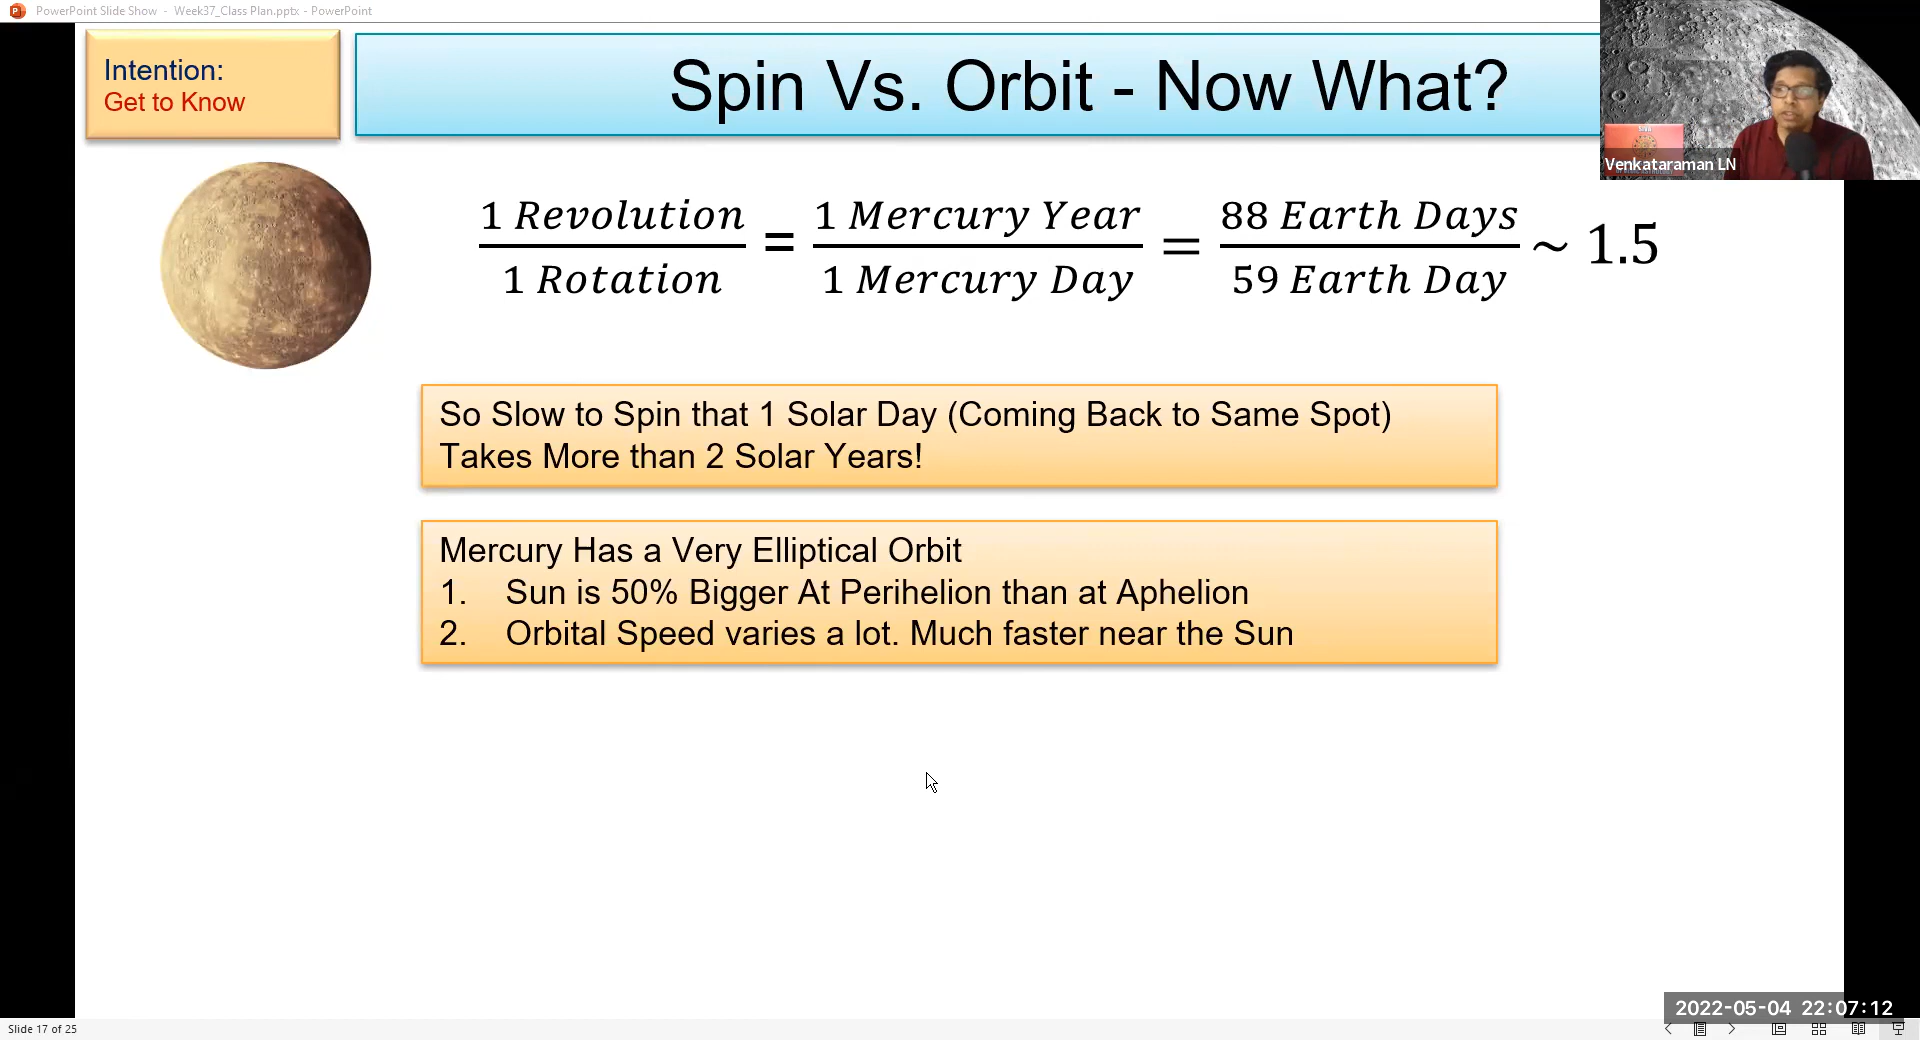 PowerPoint Slide Show - Week37_Class Plan.pptx - PowerPoint
Intention:
Get to Know
Spin Vs. Orbit - Now What?
Venkataraman LN
1 Revolution / 1 Rotation = 1 Mercury Year / 1 Mercury Day = 88 Earth Days / 59 Earth Day ~ 1.5
So Slow to Spin that 1 Solar Day (Coming Back to Same Spot)
Takes More than 2 Solar Years!
Mercury Has a Very Elliptical Orbit
1. Sun is 50% Bigger At Perihelion than at Aphelion
2. Orbital Speed varies a lot. Much faster near the Sun
2022-05-04 22:07:12
Slide 17 of 25